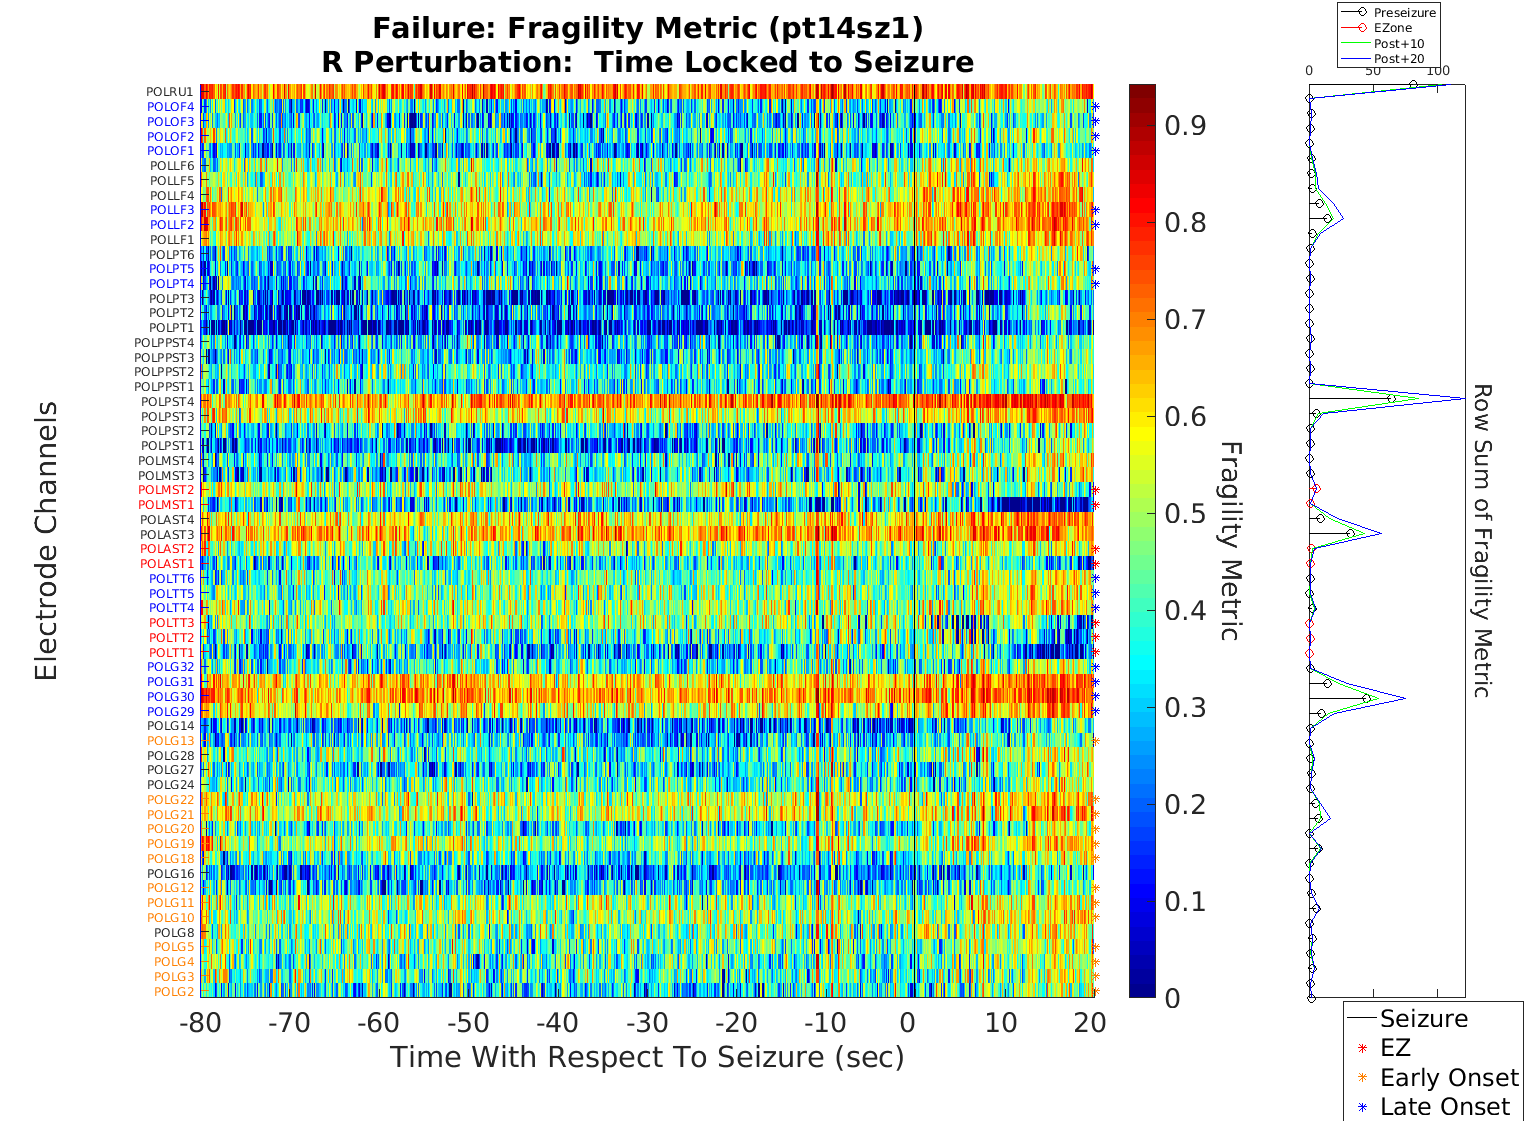 Failure: Fragility Metric (pt14sz1)
R Perturbation:  Time Locked to Seizure
Electrode Channels
POLRU1
POLOF4
POLOF3
POLOF2
POLOF1
POLLF6
POLLF5
POLLF4
POLLF3
POLLF2
POLLF1
POLPT6
POLPT5
POLPT4
POLPT3
POLPT2
POLPT1
POLPPST4
POLPPST3
POLPPST2
POLPPST1
POLPST4
POLPST3
POLPST2
POLPST1
POLMST4
POLMST3
POLMST2
POLMST1
POLAST4
POLAST3
POLAST2
POLAST1
POLTT6
POLTT5
POLTT4
POLTT3
POLTT2
POLTT1
POLG32
POLG31
POLG30
POLG29
POLG14
POLG13
POLG28
POLG27
POLG24
POLG22
POLG21
POLG20
POLG19
POLG18
POLG16
POLG12
POLG11
POLG10
POLG8
POLG5
POLG4
POLG3
POLG2
-80 -70 -60 -50 -40 -30 -20 -10 0 10 20
Time With Respect To Seizure (sec)
0.9
0.8
0.7
0.6
0.5
0.4
0.3
0.2
0.1
0
Fragility Metric
Preseizure
EZone
Post+10
Post+20
0 50 100
Row Sum of Fragility Metric
Seizure
EZ
Early Onset
Late Onset